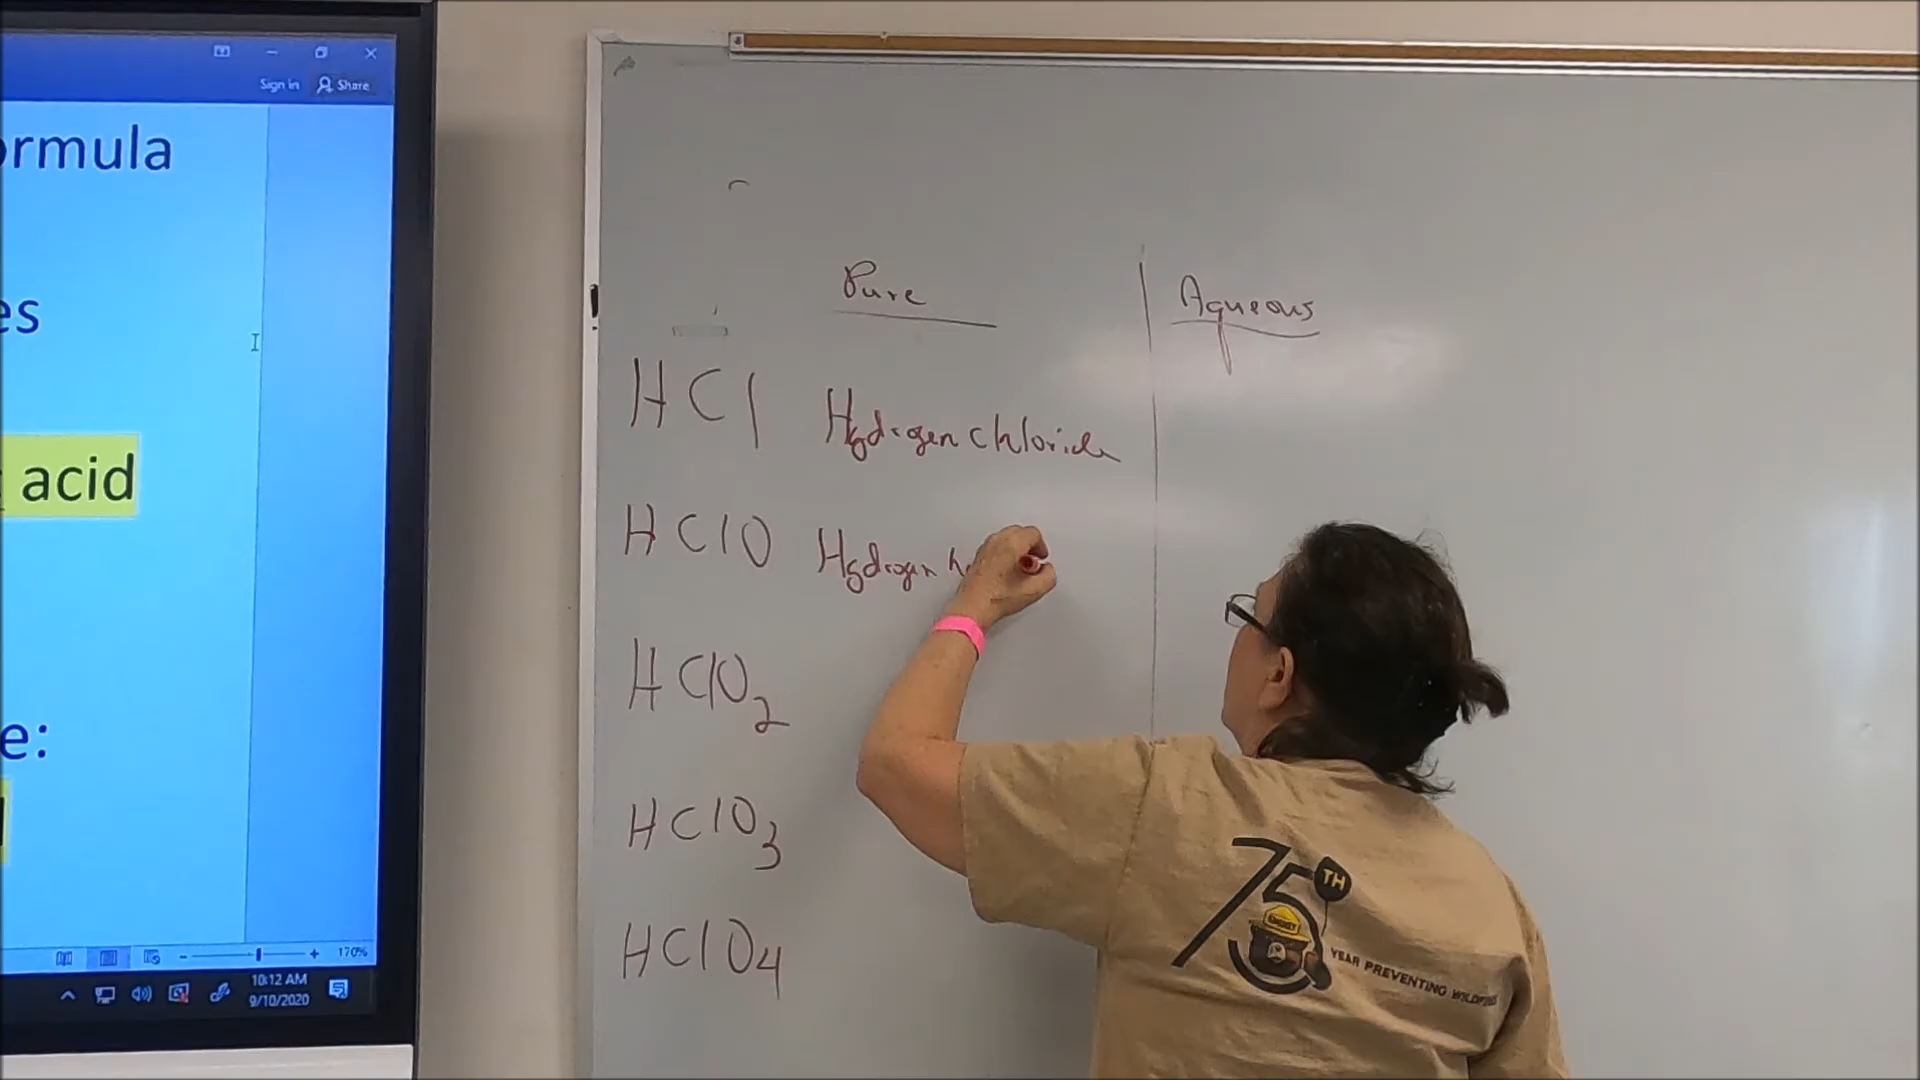 Sign in Share
ormula
es
acid
e:
170%
10:12 AM
9/10/2020
Pure
Aqueous
HCl Hydrogen chloride
HClO Hydrogen h
HClO2
HClO3
HClO4
75TH
SMOKEY
YEAR PREVENTING WILDFIRES